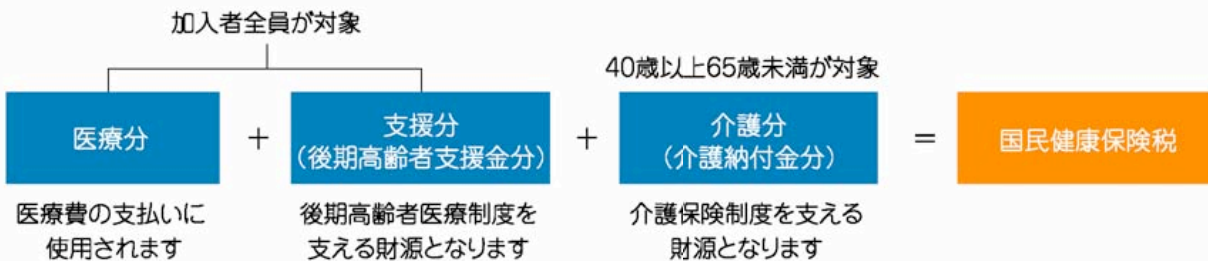 加入者全員が対象
40歳以上65歳未満が対象
医療分
+
支援分
（後期高齢者支援金分）
+
介護分
（介護納付金分）
=
国民健康保険税
医療費の支払いに
使用されます
後期高齢者医療制度を
支える財源となります
介護保険制度を支える
財源となります